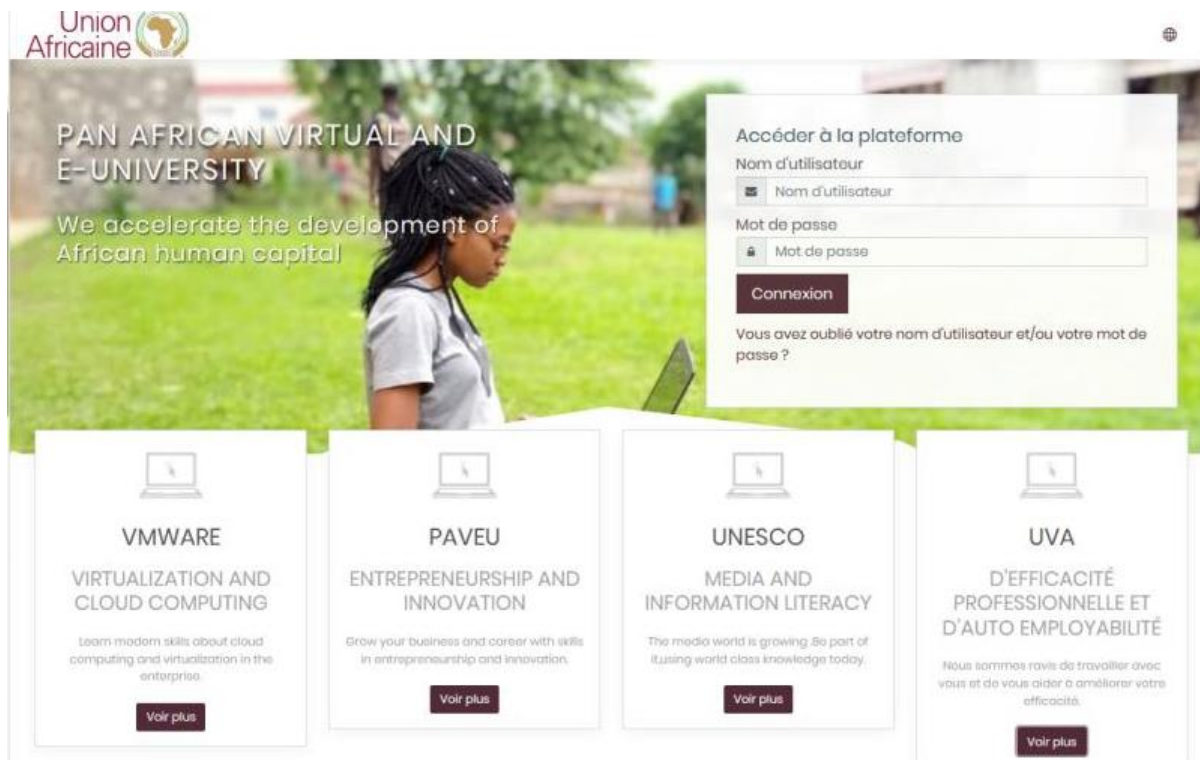 Union
Africaine
PAN AFRICAN VIRTUAL AND
E-UNIVERSITY
We accelerate the development of
African human capital
Accéder à la plateforme
Nom d'utilisateur
Nom d'utilisateur
Mot de passe
Mot de passe
Connexion
Vous avez oublié votre nom d'utilisateur et/ou votre mot de
passe ?
VMWARE
VIRTUALIZATION AND
CLOUD COMPUTING
Learn modern skills about cloud
computing and virtualization in the
enterprise.
Voir plus
PAVEU
ENTREPRENEURSHIP AND
INNOVATION
Grow your business and career with skills
in entrepreneurship and innovation.
Voir plus
UNESCO
MEDIA AND
INFORMATION LITERACY
The media world is growing .Be part of
it,using world class knowledge today.
Voir plus
UVA
D'EFFICACITÉ
PROFESSIONNELLE ET
D'AUTO EMPLOYABILITÉ
Nous sommes ravis de travailler avec
vous et de vous aider à améliorer votre
efficacité.
Voir plus